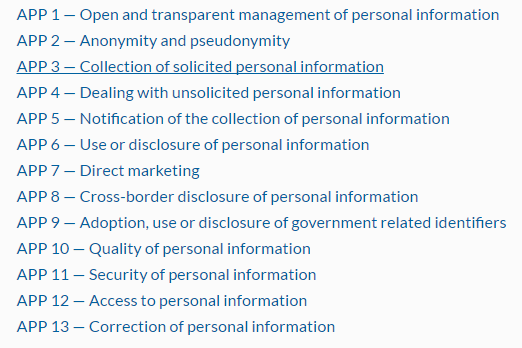 APP 1 — Open and transparent management of personal information
APP 2 — Anonymity and pseudonymity
APP 3 — Collection of solicited personal information
APP 4 — Dealing with unsolicited personal information
APP 5 — Notification of the collection of personal information
APP 6 — Use or disclosure of personal information
APP 7 — Direct marketing
APP 8 — Cross-border disclosure of personal information
APP 9 — Adoption, use or disclosure of government related identifiers
APP 10 — Quality of personal information
APP 11 — Security of personal information
APP 12 — Access to personal information
APP 13 — Correction of personal information